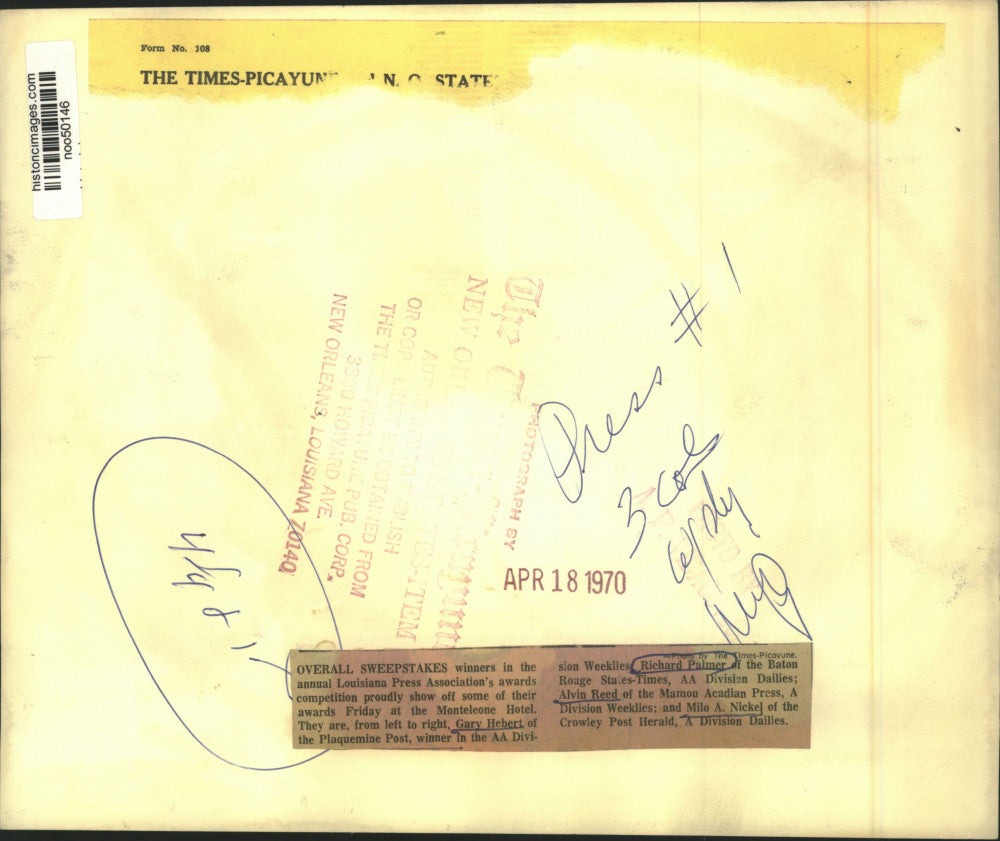 Form No. 108
THE TIMES-PICAYUNE N. O. STATE
historicimages.com
noo50146
Press #1
3 col
PHOTOGRAPH BY
NEW ORL
OR COP MUST BE OBTAINED FROM
THE TIMES-PICAYUNE PUB. CORP.
3800 HOWARD AVE.
NEW ORLEANS, LOUISIANA 70140
APR 18 1970
—Photo by The Times-Picayune.
OVERALL SWEEPSTAKES winners in the
annual Louisiana Press Association's awards
competition proudly show off some of their
awards Friday at the Monteleone Hotel.
They are, from left to right, Gary Hebert of
the Plaquemine Post, winner in the AA Divi-
sion Weeklies; Richard Palmer of the Baton
Rouge States-Times, AA Division Dailies;
Alvin Reed of the Mamou Acadian Press, A
Division Weeklies; and Milo A. Nickel of the
Crowley Post Herald, A Division Dailies.